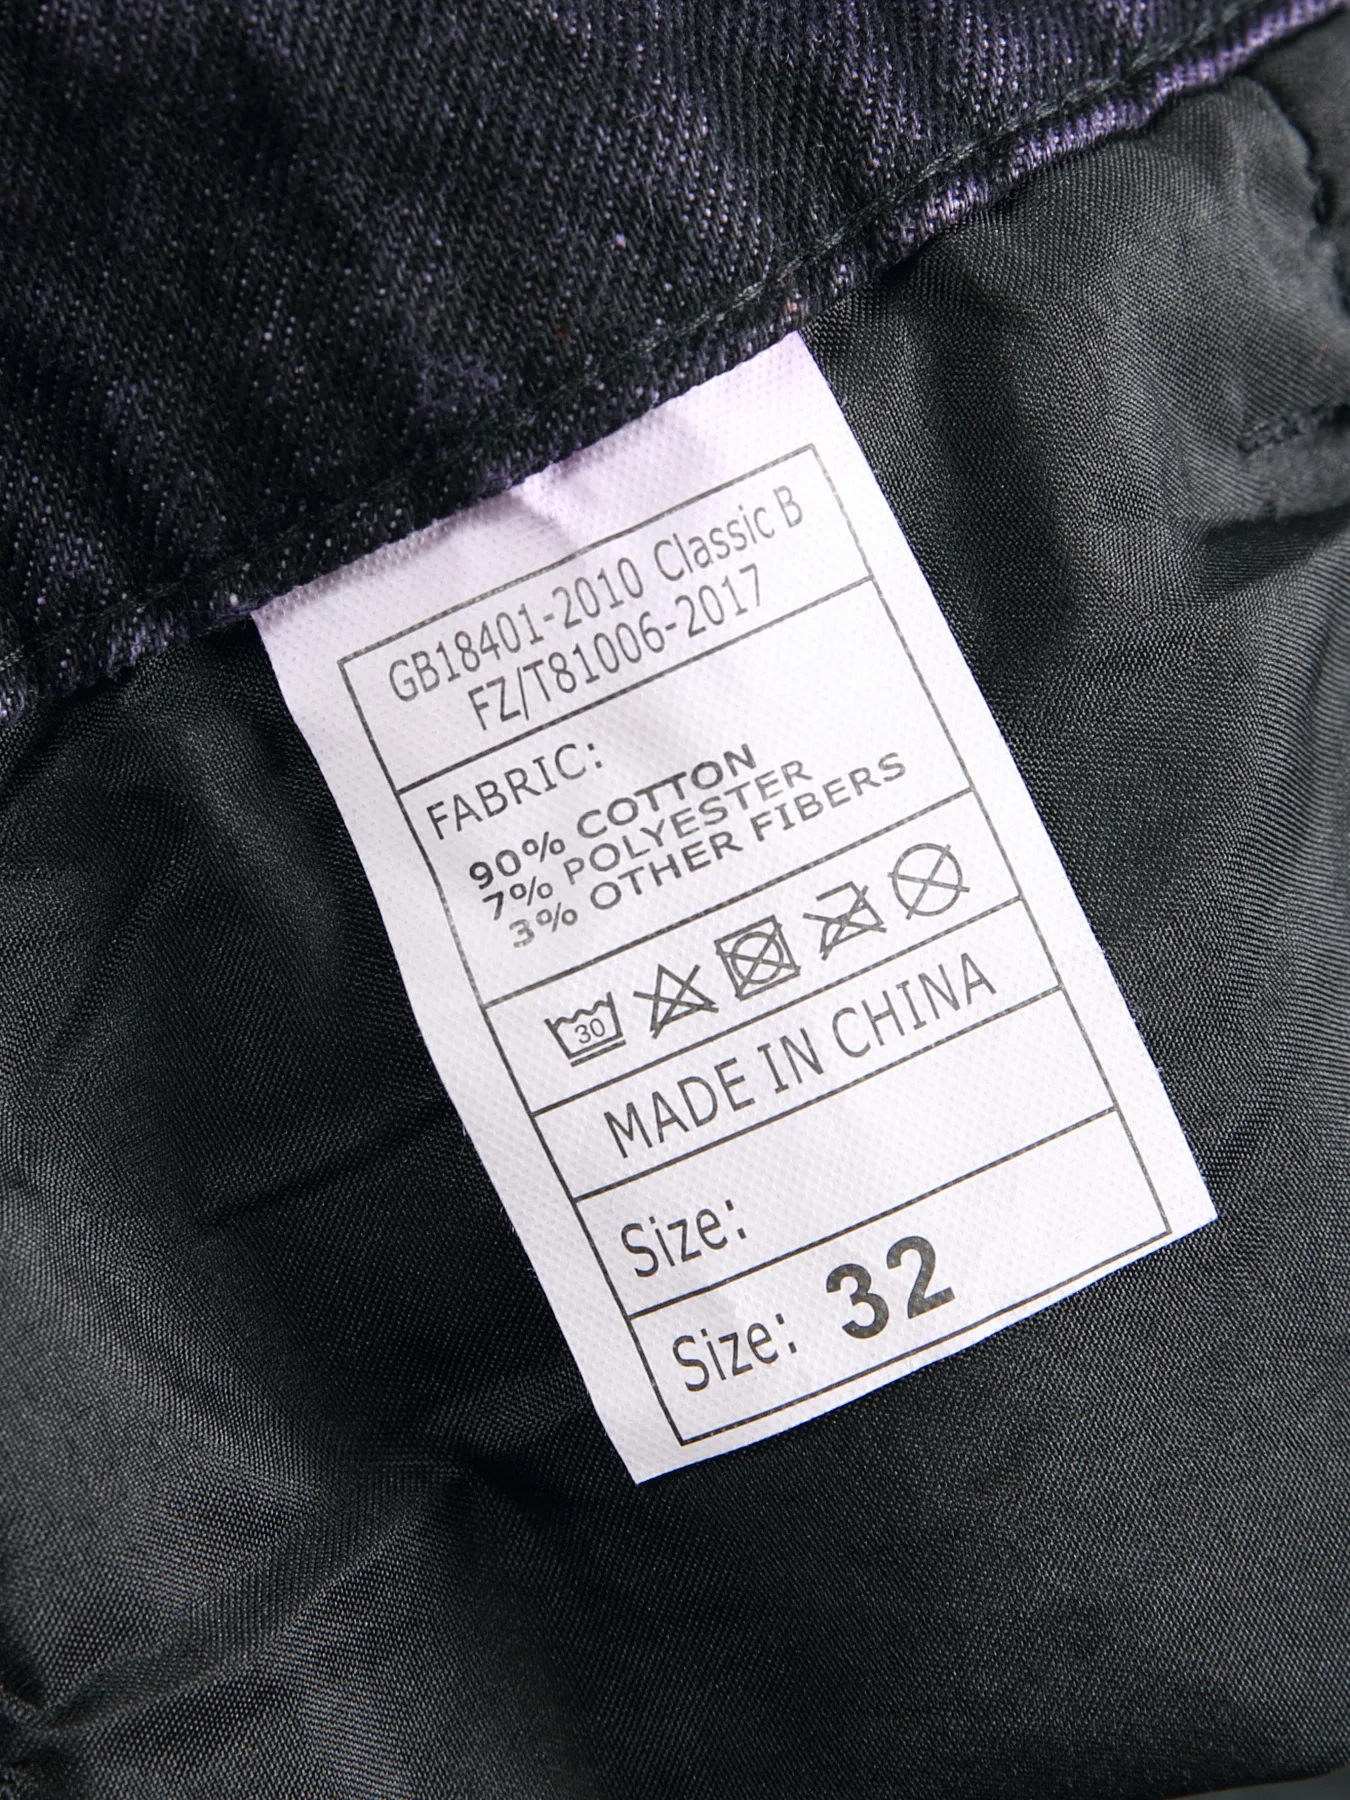 GB18401-2010 Classic B
FZ/T81006-2017
FABRIC:
90% COTTON
7% POLYESTER
3% OTHER FIBERS
30
MADE IN CHINA
Size:
Size: 32